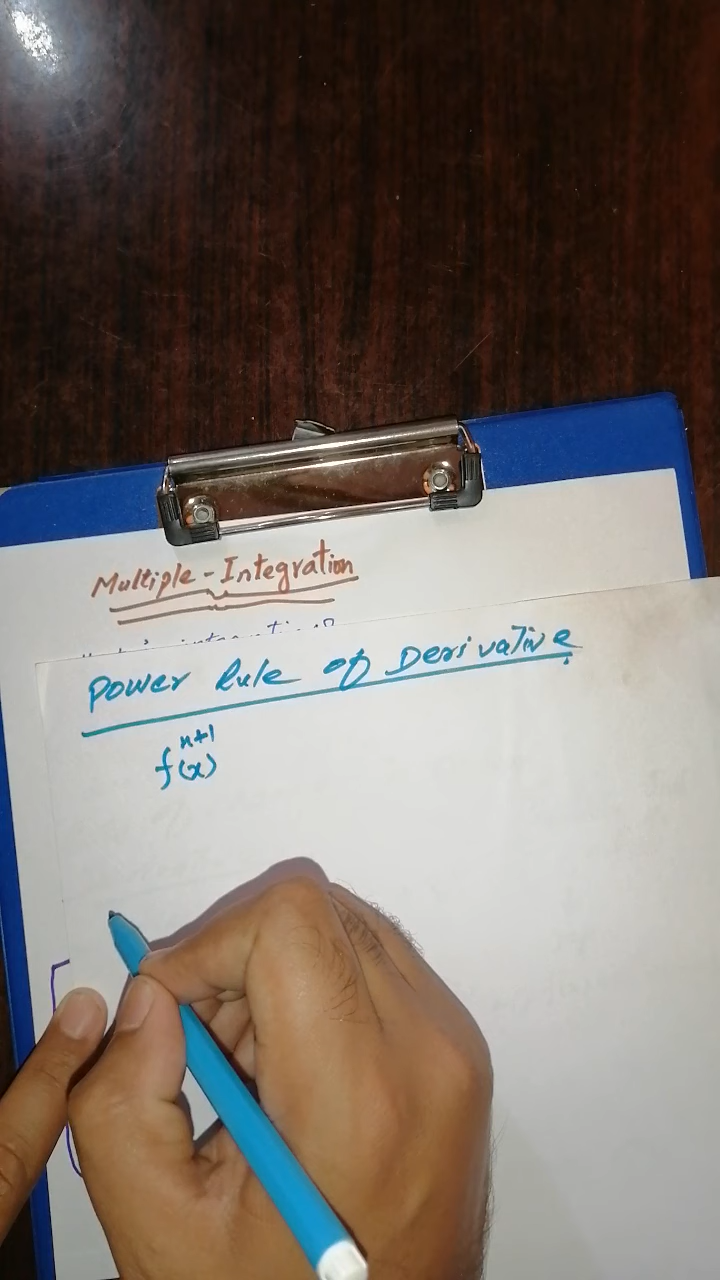 Multiple-Integration
Power Rule of Derivative
f(x)^n+1